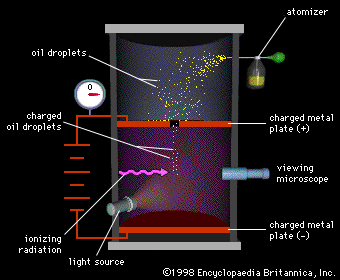 atomizer
oil droplets
0
charged
oil droplets
charged metal
plate (+)
viewing
microscope
ionizing
radiation
light source
charged metal
plate (−)
©1998 Encyclopaedia Britannica, Inc.